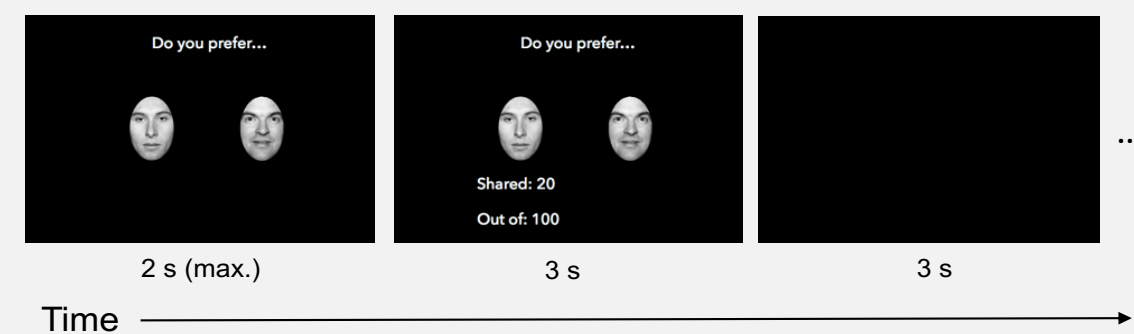 Do you prefer...
Do you prefer...
Shared: 20
Out of: 100
..
2 s (max.)
3 s
3 s
Time